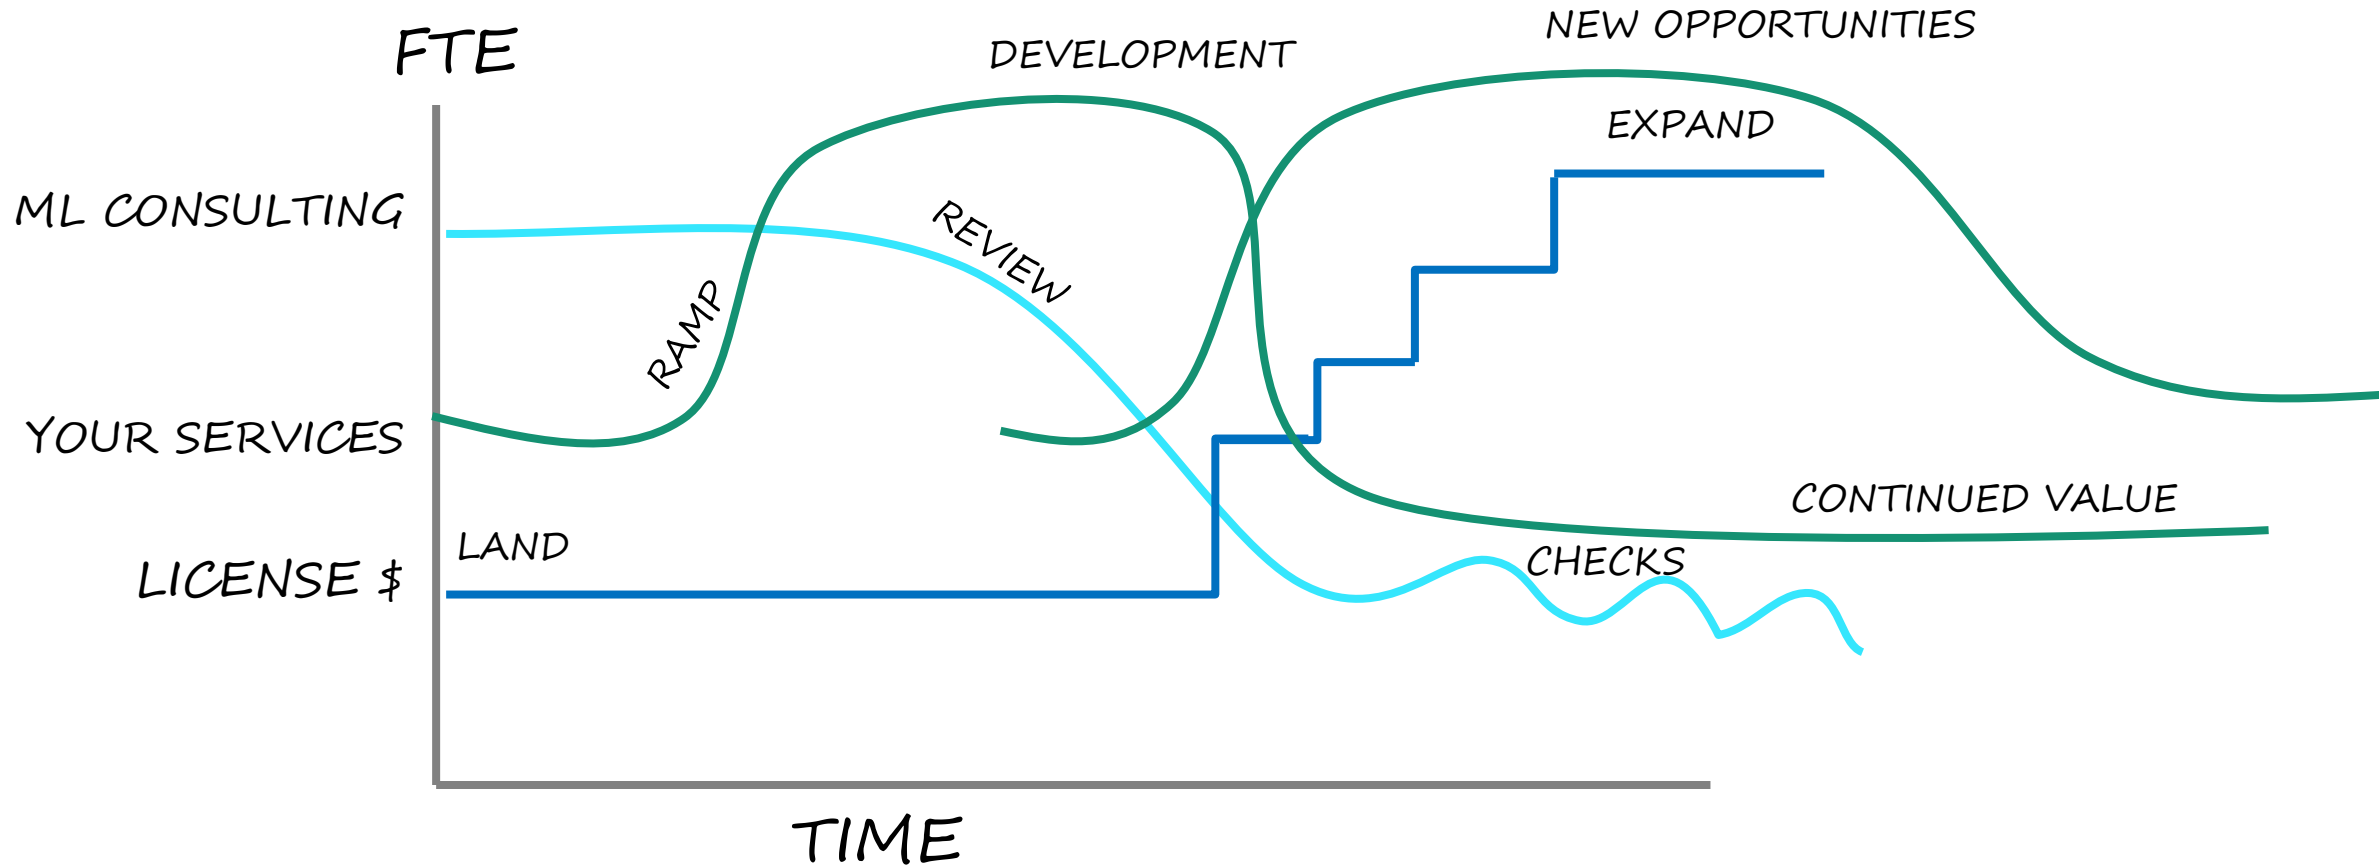 NEW OPPORTUNITIES
FTE
DEVELOPMENT
EXPAND
ML CONSULTING
REVIEW
RAMP
YOUR SERVICES
CONTINUED VALUE
LAND
CHECKS
LICENSE $
TIME